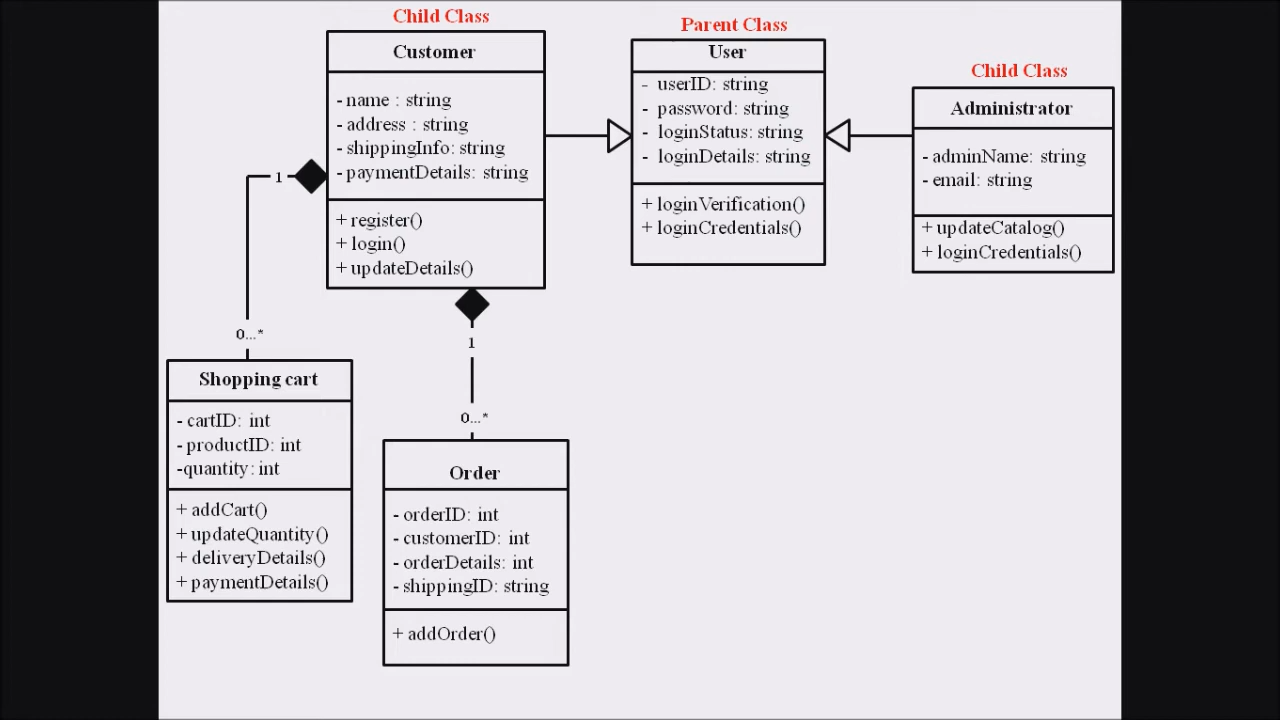 Child Class
Customer
- name : string
- address : string
- shippingInfo: string
- paymentDetails: string
+ register()
+ login()
+ updateDetails()
Parent Class
User
- userID: string
- password: string
- loginStatus: string
- loginDetails: string
+ loginVerification()
+ loginCredentials()
Child Class
Administrator
- adminName: string
- email: string
+ updateCatalog()
+ loginCredentials()
1
0...*
1
0...*
Shopping cart
- cartID: int
- productID: int
-quantity: int
+ addCart()
+ updateQuantity()
+ deliveryDetails()
+ paymentDetails()
Order
- orderID: int
- customerID: int
- orderDetails: int
- shippingID: string
+ addOrder()